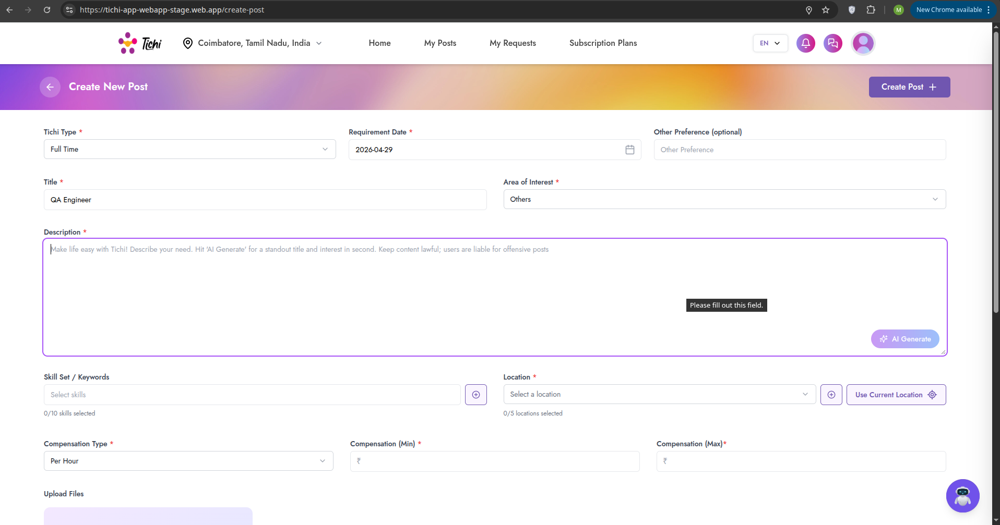 https://tichi-app-webapp-stage.web.app/create-post
M
New Chrome available
Tichi
Coimbatore, Tamil Nadu, India
Home
My Posts
My Requests
Subscription Plans
EN
Create New Post
Create Post
Tichi Type *
Requirement Date *
Other Preference (optional)
Full Time
2026-04-29
Other Preference
Title *
Area of Interest *
QA Engineer
Others
Description *
Make life easy with Tichi! Describe your need. Hit 'AI Generate' for a standout title and interest in second. Keep content lawful; users are liable for offensive posts
Please fill out this field.
AI Generate
Skill Set / Keywords
Location *
Select skills
Select a location
Use Current Location
0/10 skills selected
0/5 locations selected
Compensation Type *
Compensation (Min) *
Compensation (Max)*
Per Hour
₹
₹
Upload Files